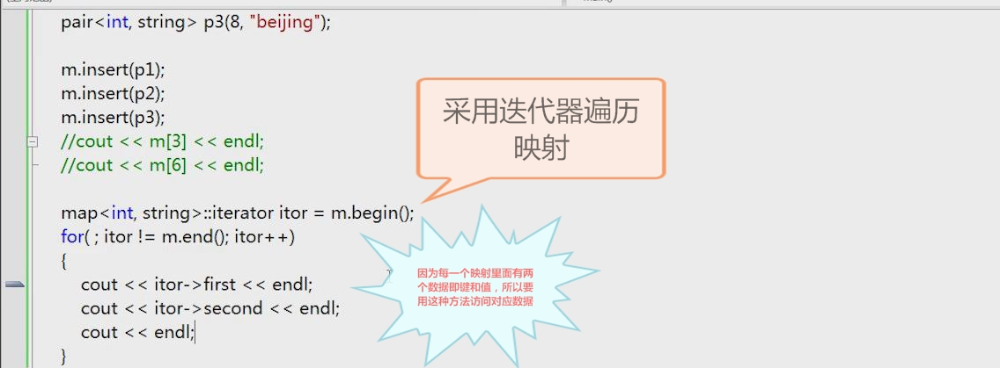 pair<int, string> p3(8, "beijing");
m.insert(p1);
m.insert(p2);
m.insert(p3);
//cout << m[3] << endl;
//cout << m[6] << endl;
采用迭代器遍历
映射
map<int, string>::iterator itor = m.begin();
for( ; itor != m.end(); itor++)
{
cout << itor->first << endl;
cout << itor->second << endl;
cout << endl;
}
因为每一个映射里面有两
个数据即键和值，所以要
用这种方法访问对应数据